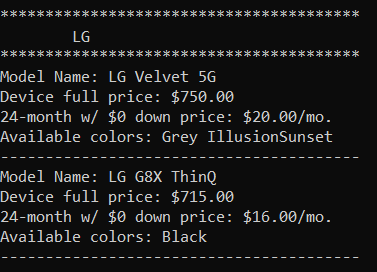 ****************************************
LG
****************************************
Model Name: LG Velvet 5G
Device full price: $750.00
24-month w/ $0 down price: $20.00/mo.
Available colors: Grey IllusionSunset
----------------------------------------
Model Name: LG G8X ThinQ
Device full price: $715.00
24-month w/ $0 down price: $16.00/mo.
Available colors: Black
----------------------------------------